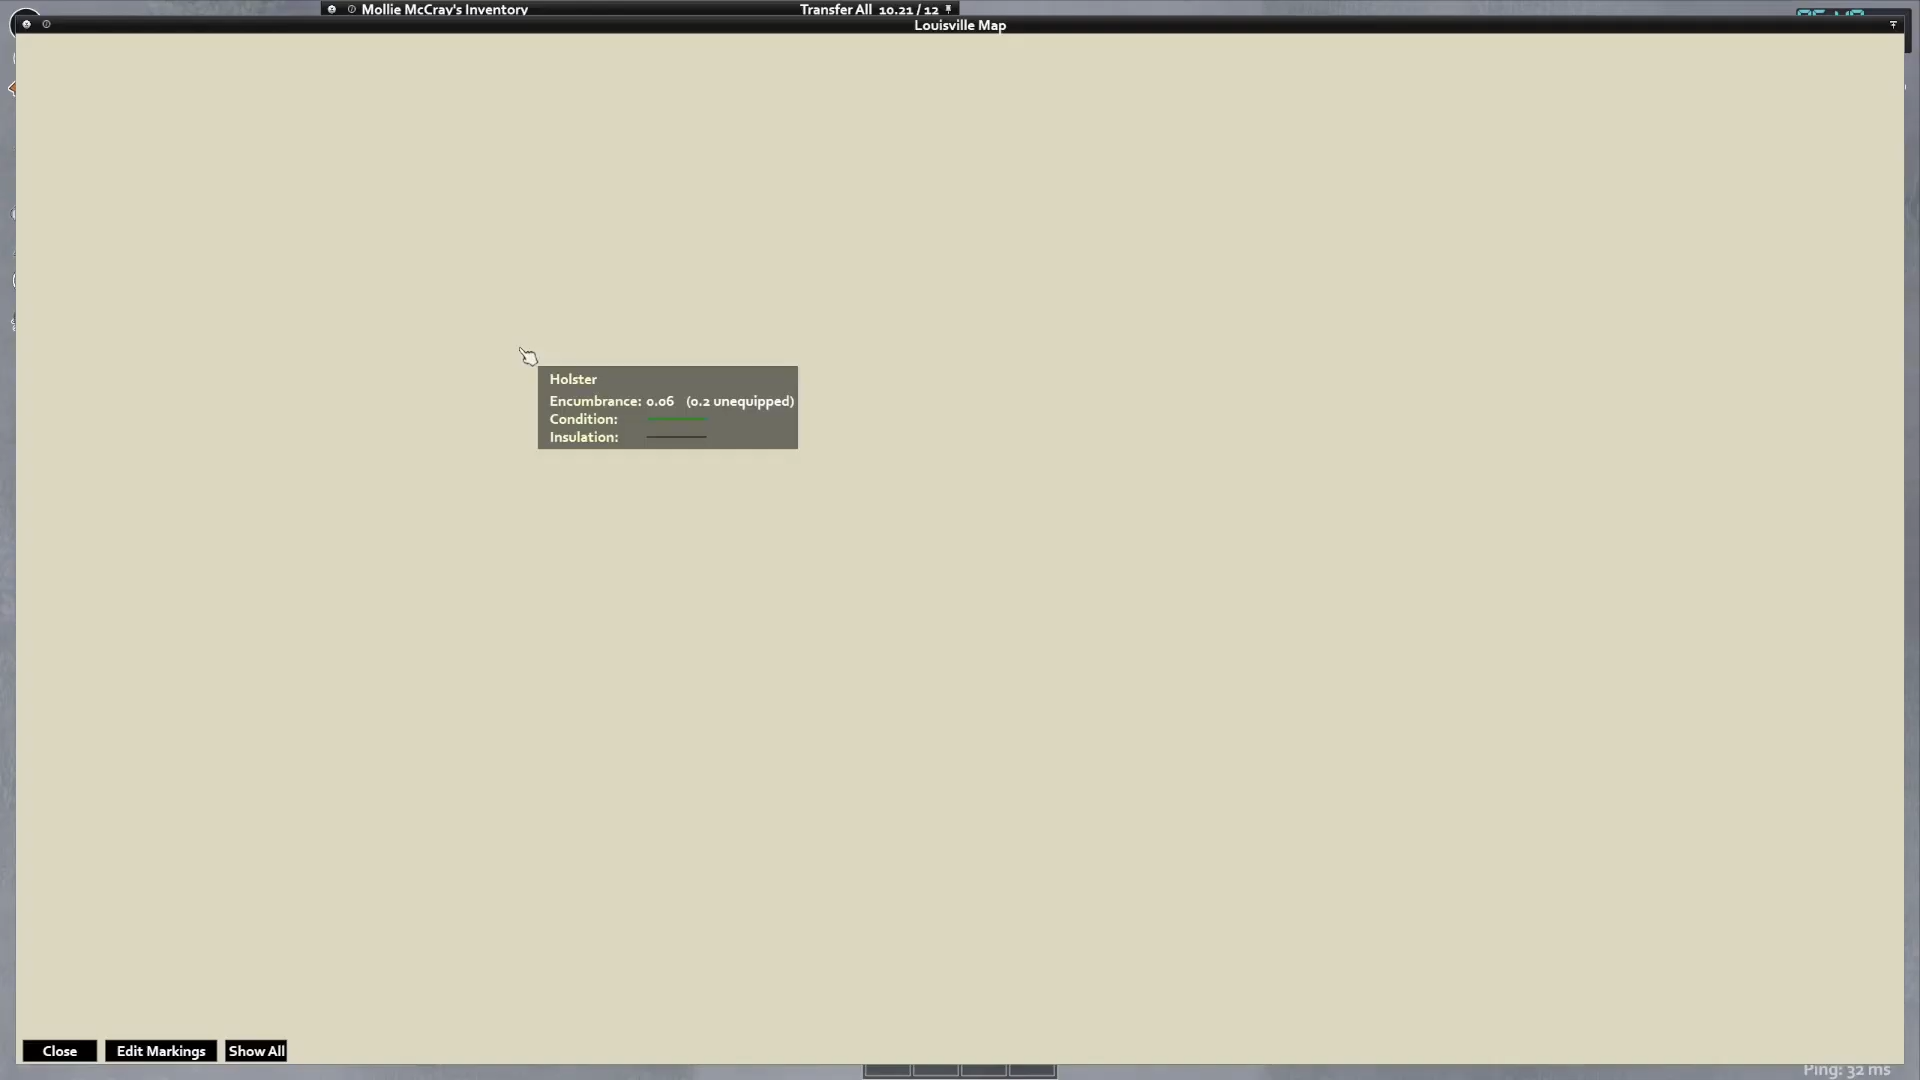 Mollie McCray's Inventory
Transfer All 10.21 / 12
Louisville Map
Holster
Encumbrance: 0.06 (0.2 unequipped)
Condition:
Insulation:
Close
Edit Markings
Show All
Ping: 32 ms